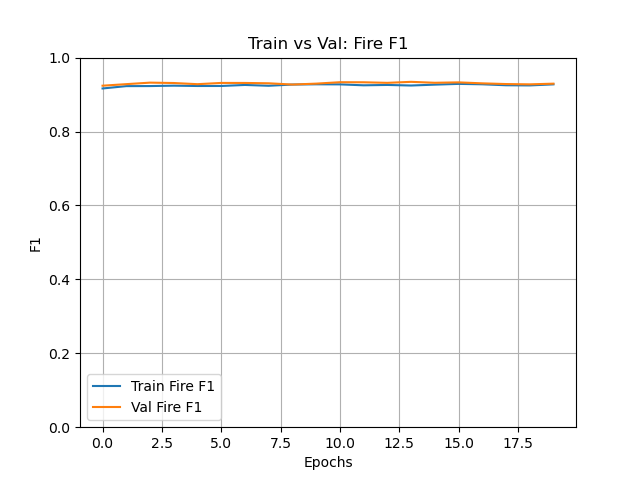 Train vs Val: Fire F1
F1
1.0
0.8
0.6
0.4
0.2
0.0
Train Fire F1
Val Fire F1
0.0 2.5 5.0 7.5 10.0 12.5 15.0 17.5
Epochs